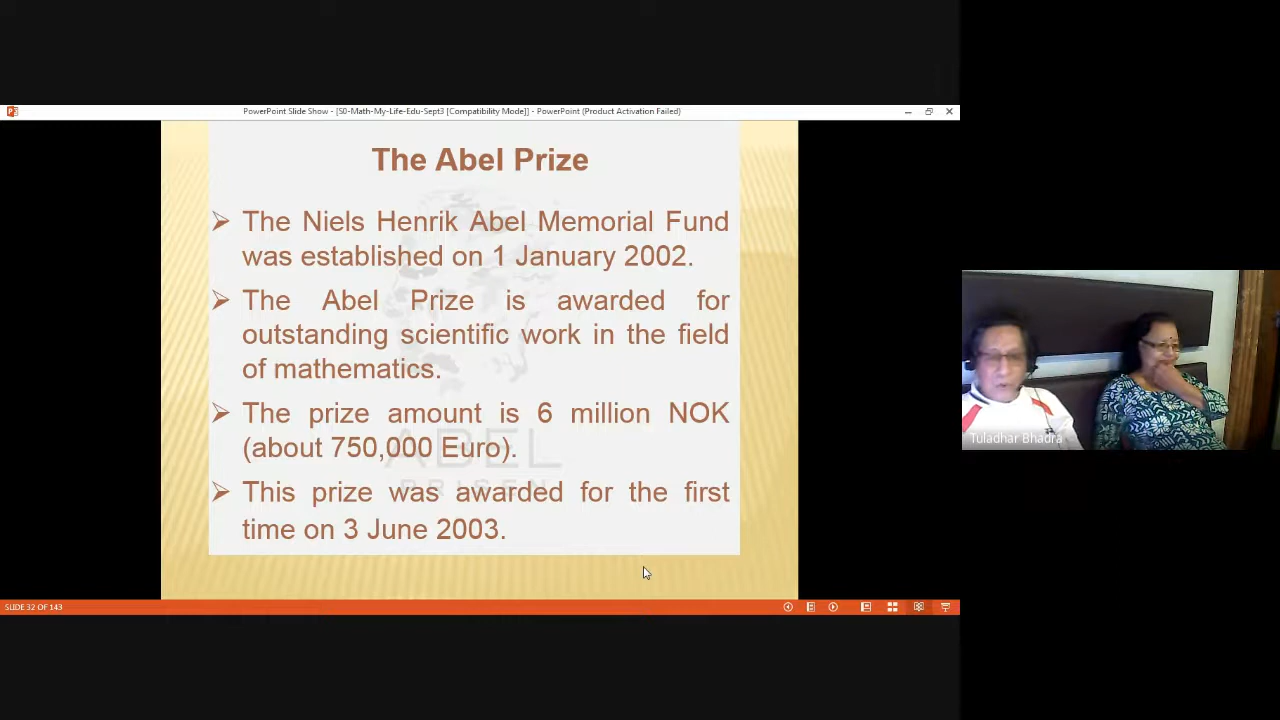 PowerPoint Slide Show - [S0-Math-My-Life-Edu-Sept3 [Compatibility Mode]] - PowerPoint (Product Activation Failed)
The Abel Prize
➢ The Niels Henrik Abel Memorial Fund
was established on 1 January 2002.
➢ The Abel Prize is awarded for
outstanding scientific work in the field
of mathematics.
➢ The prize amount is 6 million NOK
(about 750,000 Euro).
ABEL
PRISEN
➢ This prize was awarded for the first
time on 3 June 2003.
Tuladhar Bhadra
SLIDE 32 OF 143